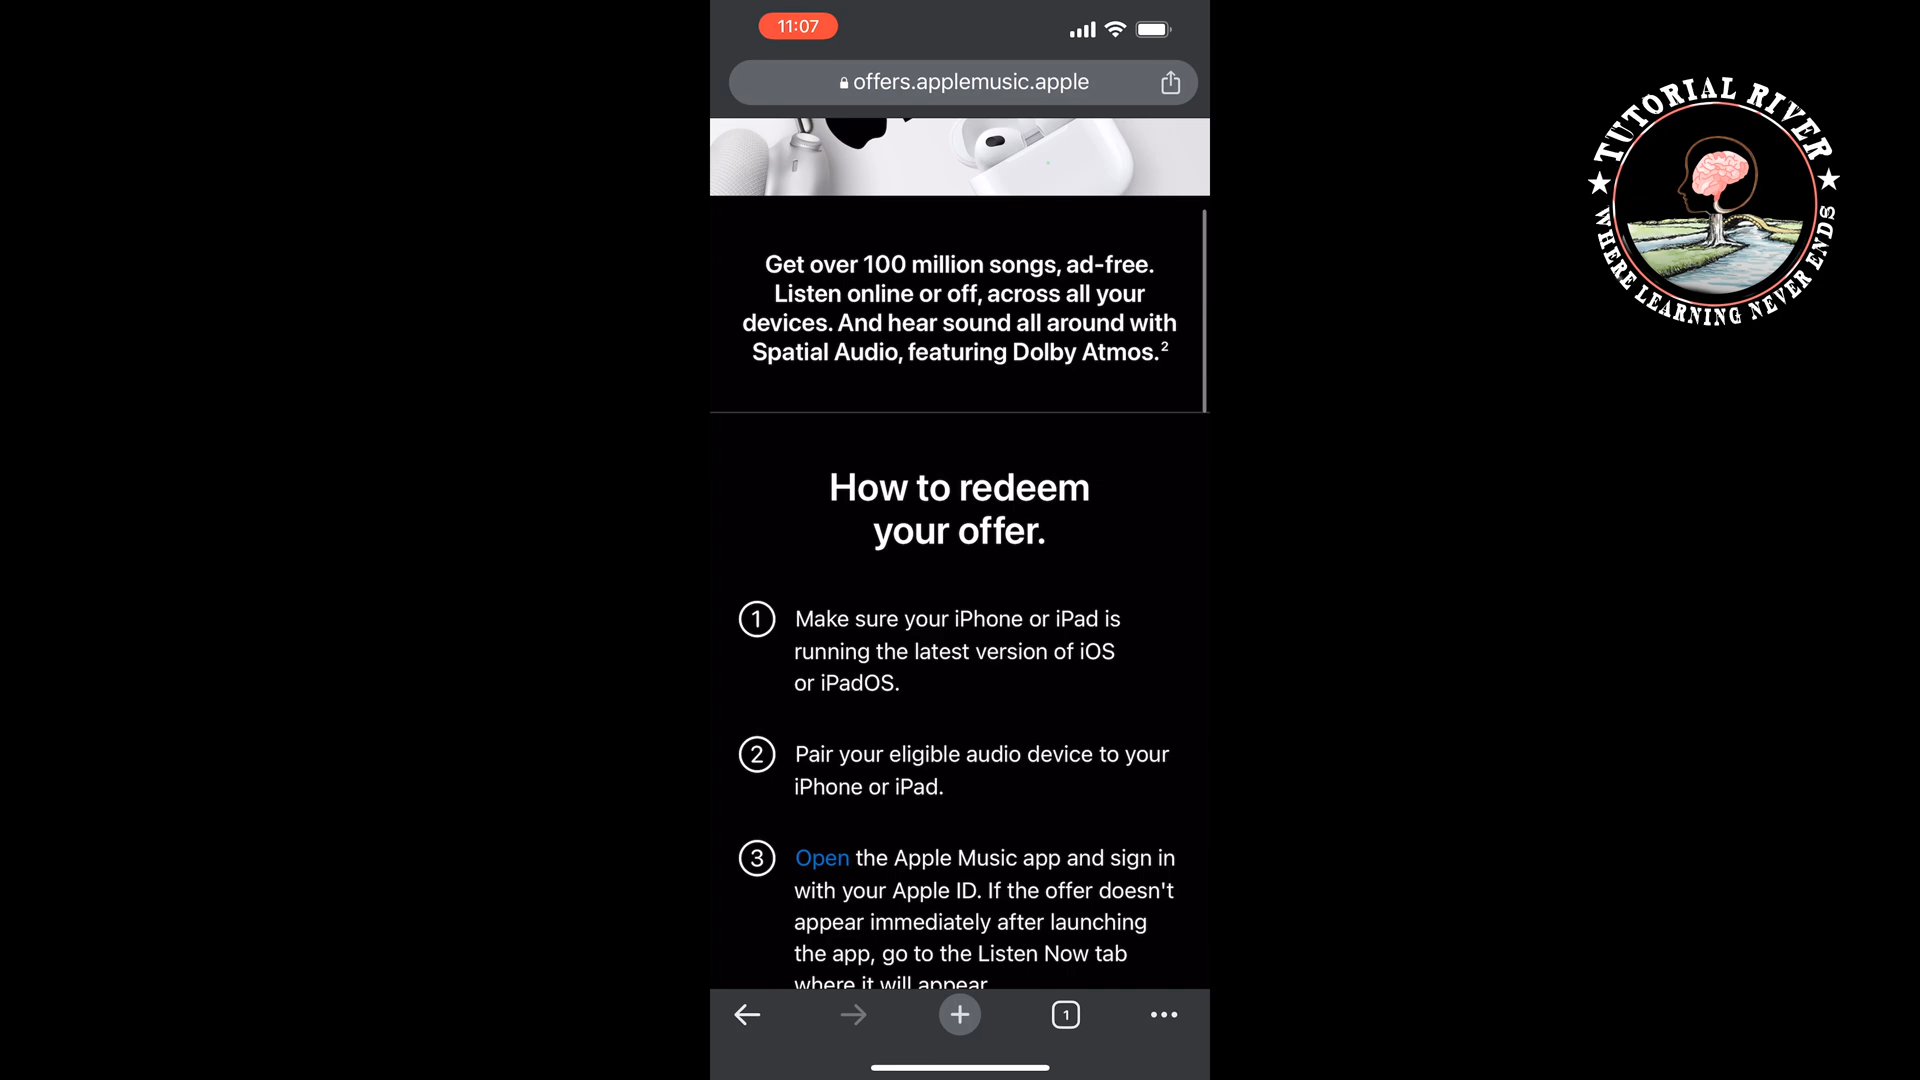 11:07
offers.applemusic.apple
TUTORIAL RIVER
WHERE LEARNING NEVER ENDS
Get over 100 million songs, ad-free.
Listen online or off, across all your
devices. And hear sound all around with
Spatial Audio, featuring Dolby Atmos.²
How to redeem
your offer.
1 Make sure your iPhone or iPad is
running the latest version of iOS
or iPadOS.
2 Pair your eligible audio device to your
iPhone or iPad.
3 Open the Apple Music app and sign in
with your Apple ID. If the offer doesn't
appear immediately after launching
the app, go to the Listen Now tab
where it will appear
1